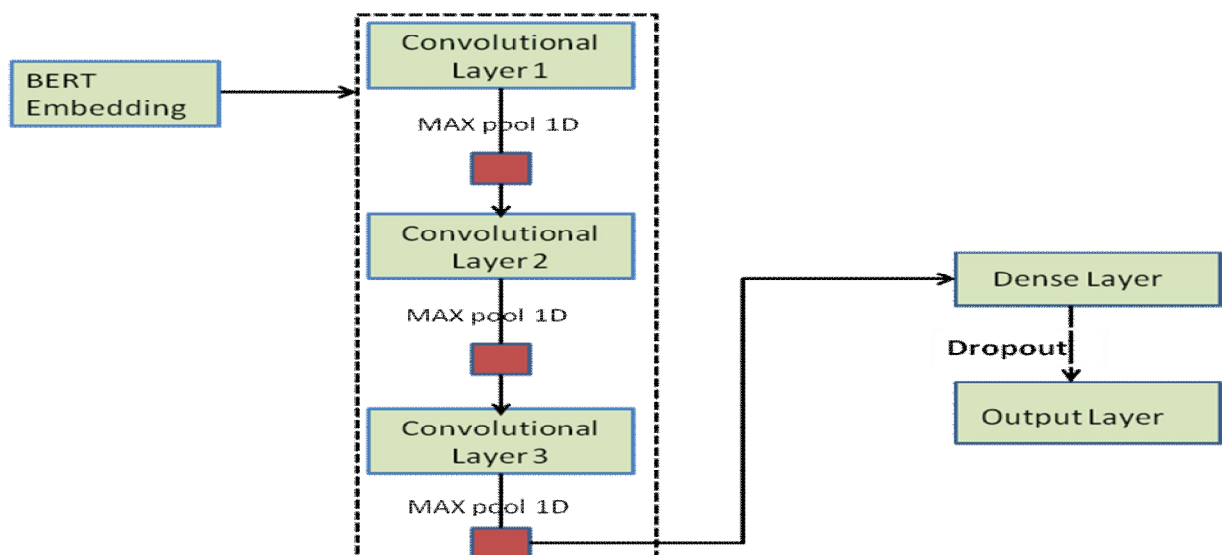 BERT
Embedding
Convolutional
Layer 1
MAX pool 1D
Convolutional
Layer 2
MAX pool 1D
Convolutional
Layer 3
MAX pool 1D
Dense Layer
Dropout
Output Layer